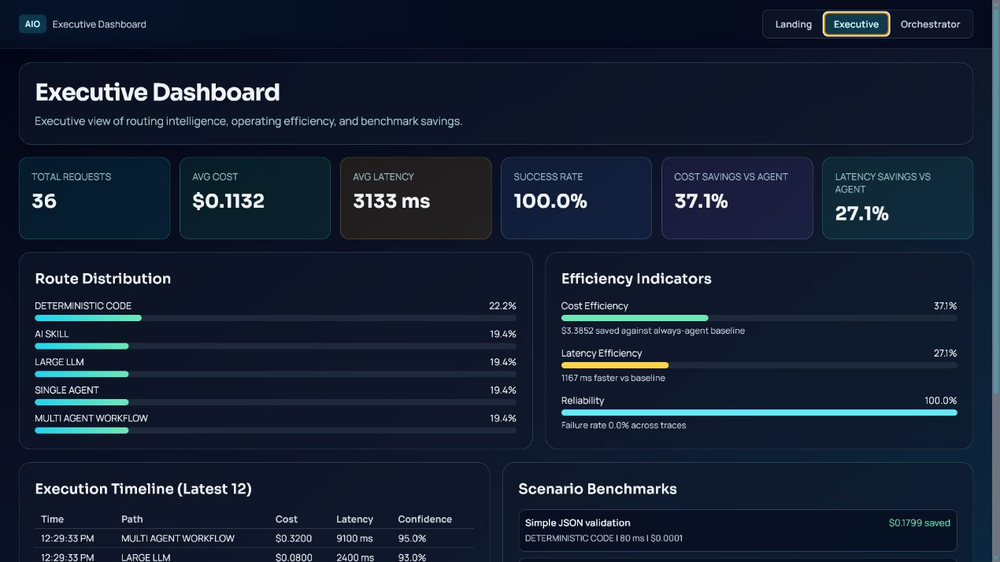 AIO Executive Dashboard
Landing Executive Orchestrator
Executive Dashboard
Executive view of routing intelligence, operating efficiency, and benchmark savings.
TOTAL REQUESTS
36
AVG COST
$0.1132
AVG LATENCY
3133 ms
SUCCESS RATE
100.0%
COST SAVINGS VS AGENT
37.1%
LATENCY SAVINGS VS
AGENT
27.1%
Route Distribution
DETERMINISTIC CODE 22.2%
AI SKILL 19.4%
LARGE LLM 19.4%
SINGLE AGENT 19.4%
MULTI AGENT WORKFLOW 19.4%
Efficiency Indicators
Cost Efficiency 37.1%
$3.3852 saved against always-agent baseline
Latency Efficiency 27.1%
1167 ms faster vs baseline
Reliability 100.0%
Failure rate 0.0% across traces
Execution Timeline (Latest 12)
Time Path Cost Latency Confidence
12:29:33 PM MULTI AGENT WORKFLOW $0.3200 9100 ms 95.0%
12:29:33 PM LARGE LLM $0.0800 2400 ms 93.0%
Scenario Benchmarks
Simple JSON validation $0.1799 saved
DETERMINISTIC CODE | 80 ms | $0.0001